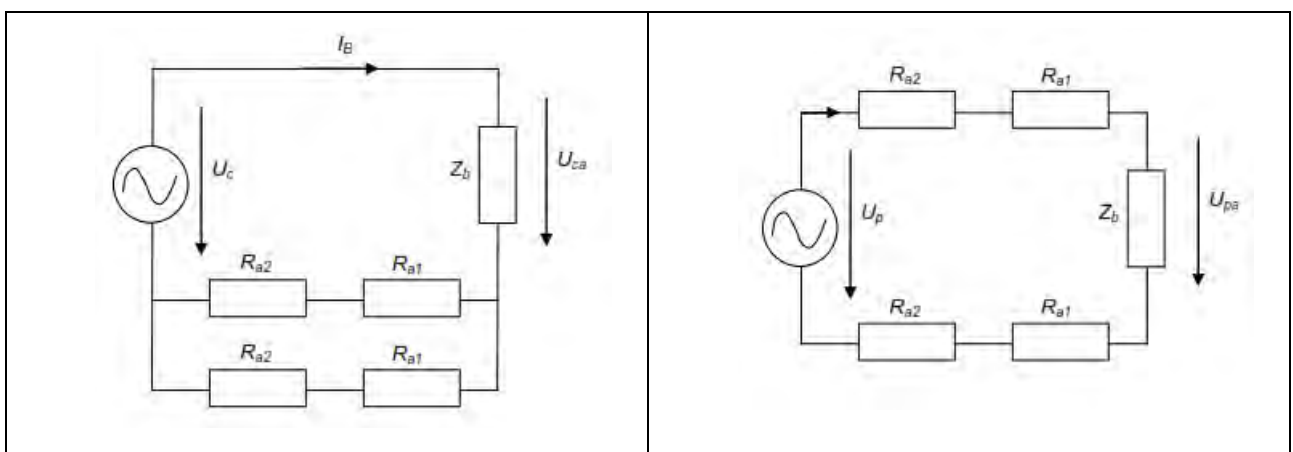 I_B
U_c
Z_b
U_ca
R_a2
R_a1
R_a2
R_a1
R_a2
R_a1
U_p
Z_b
U_pa
R_a2
R_a1